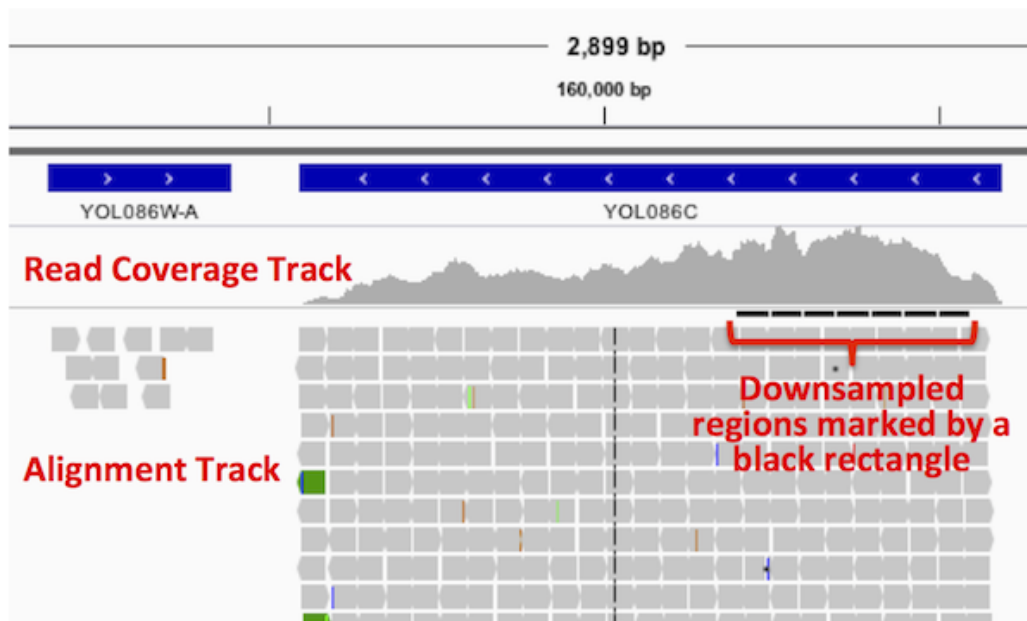 2,899 bp
160,000 bp
YOL086W-A
YOL086C
Read Coverage Track
Downsampled
regions marked by a
black rectangle
Alignment Track